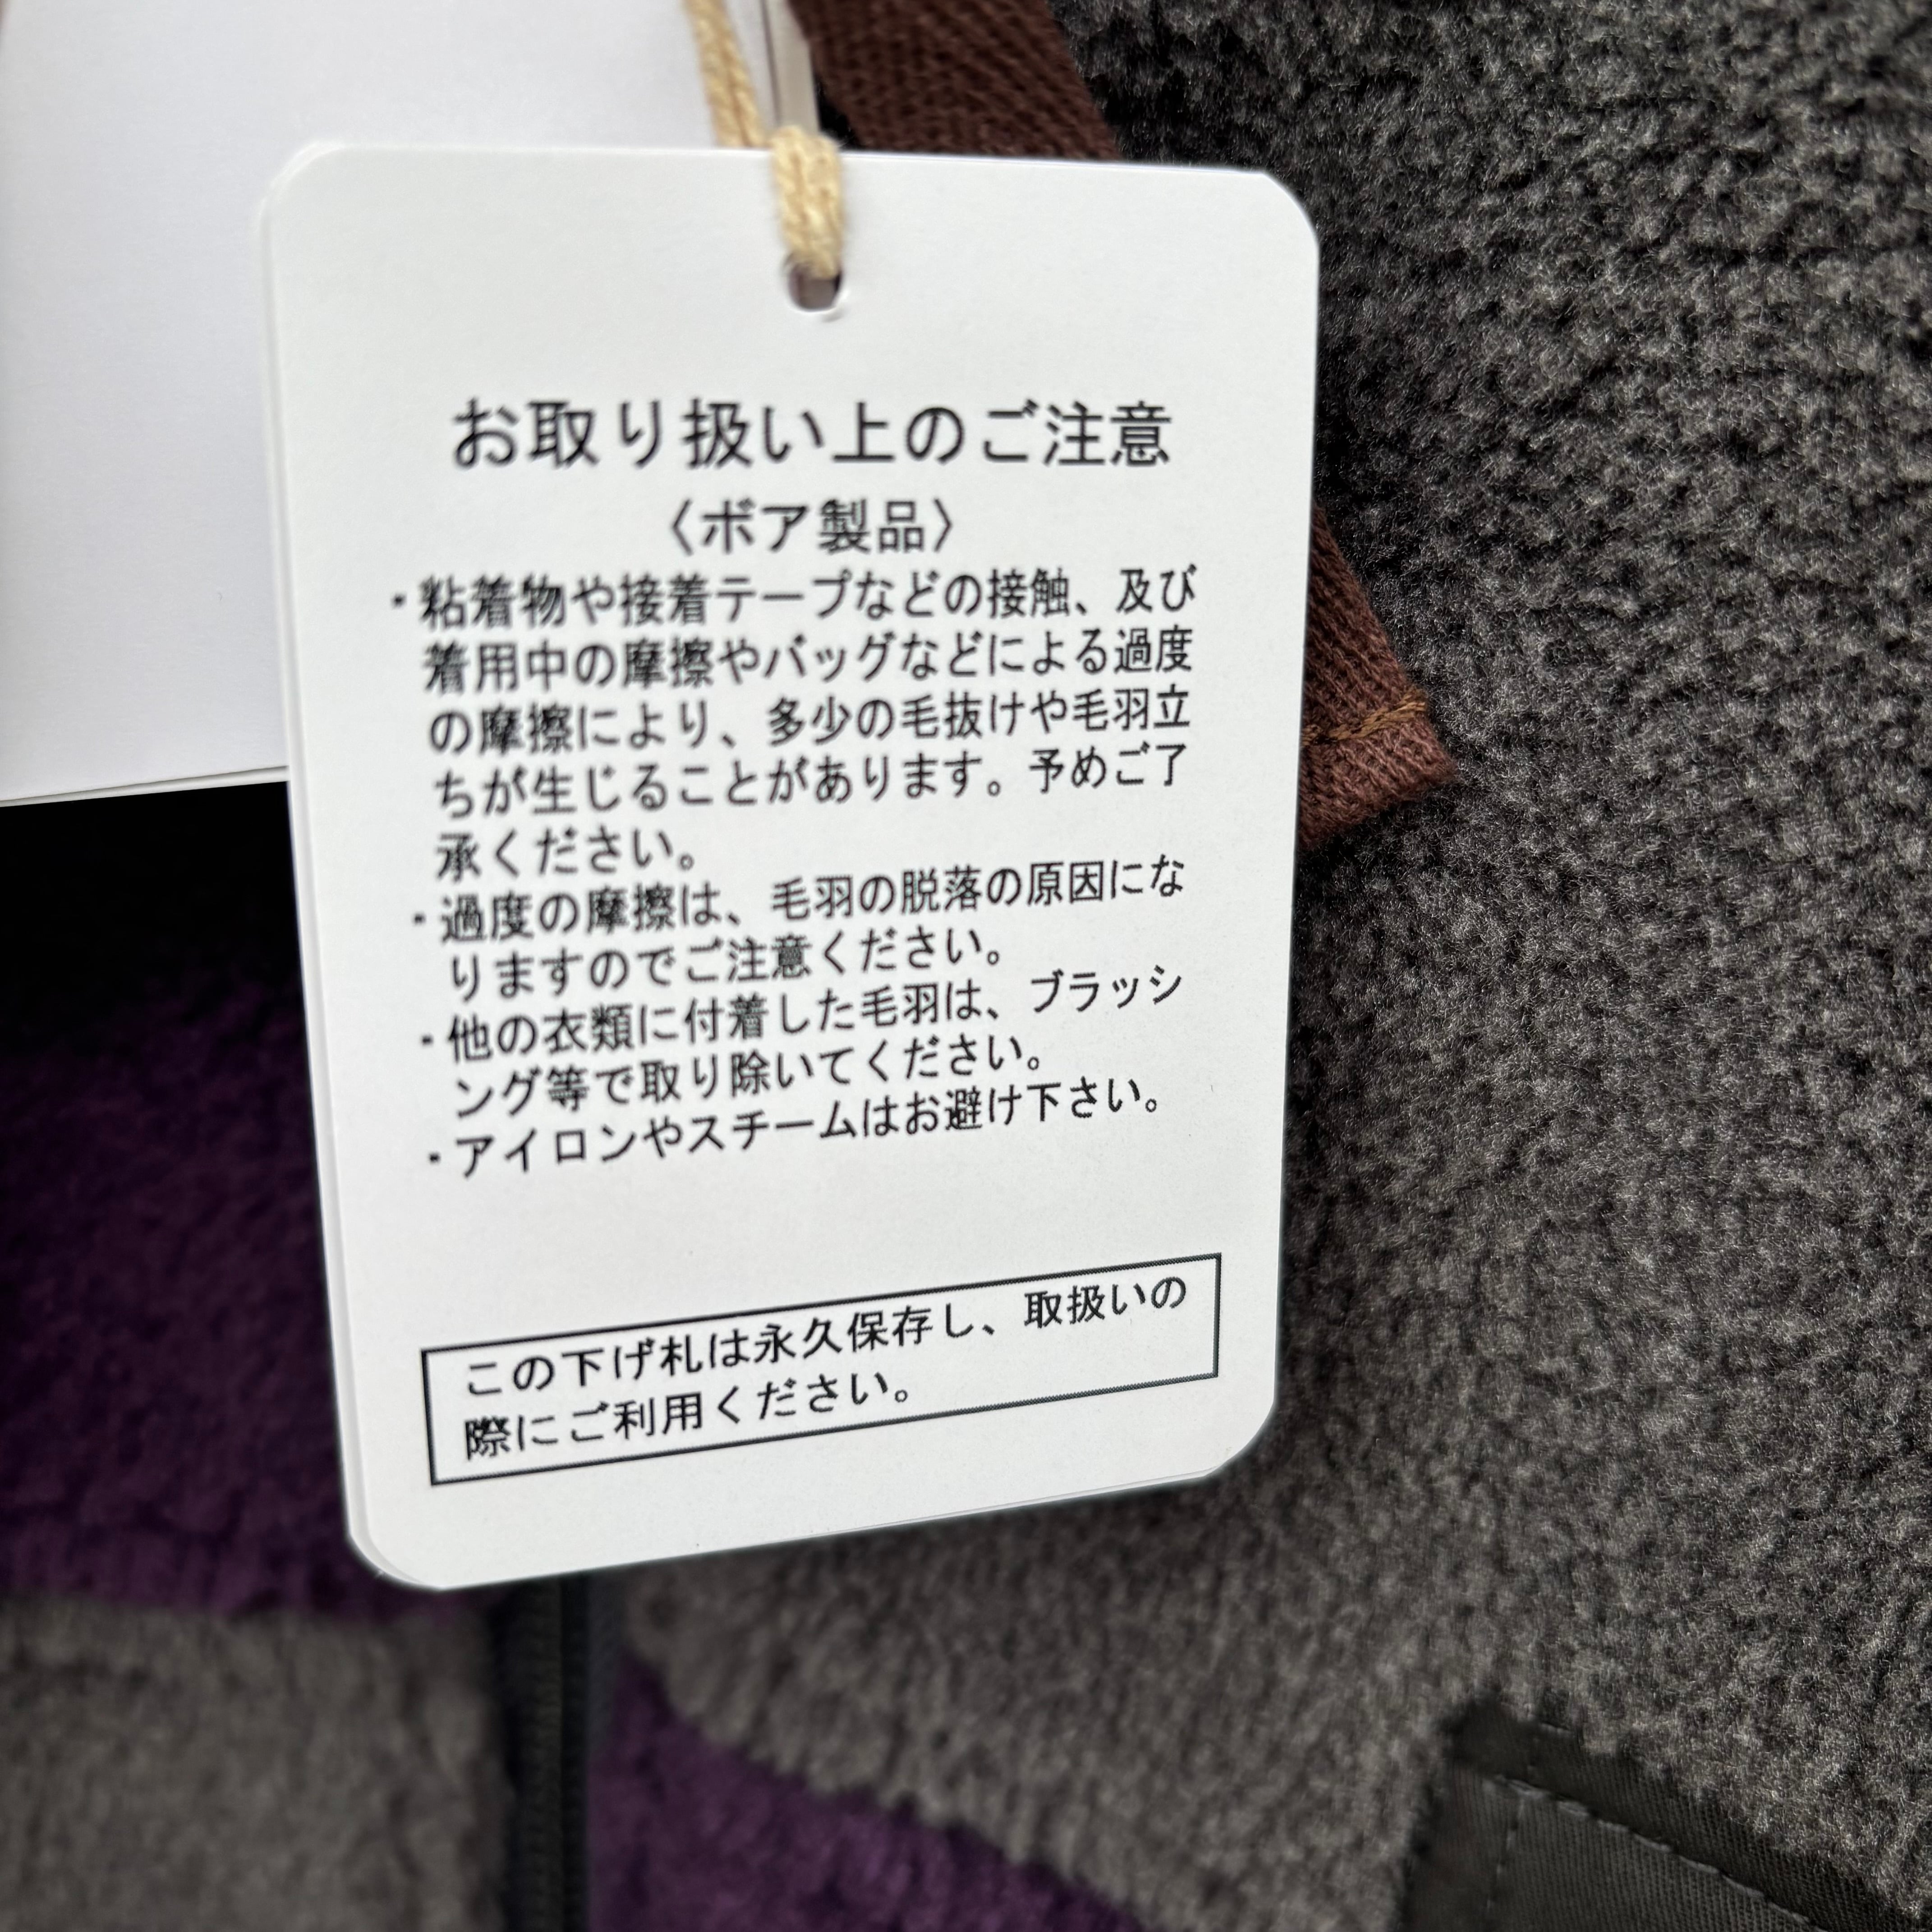 お取り扱い上のご注意
〈ボア製品〉
・粘着物や接着テープなどの接触、及び
着用中の摩擦やバッグなどによる過度
の摩擦により、多少の毛抜けや毛羽立
ちが生じることがあります。予めご了
承ください。
・過度の摩擦は、毛羽の脱落の原因にな
りますのでご注意ください。
・他の衣類に付着した毛羽は、ブラッシ
ング等で取り除いてください。
・アイロンやスチームはお避け下さい。
この下げ札は永久保存し、取扱いの
際にご利用ください。